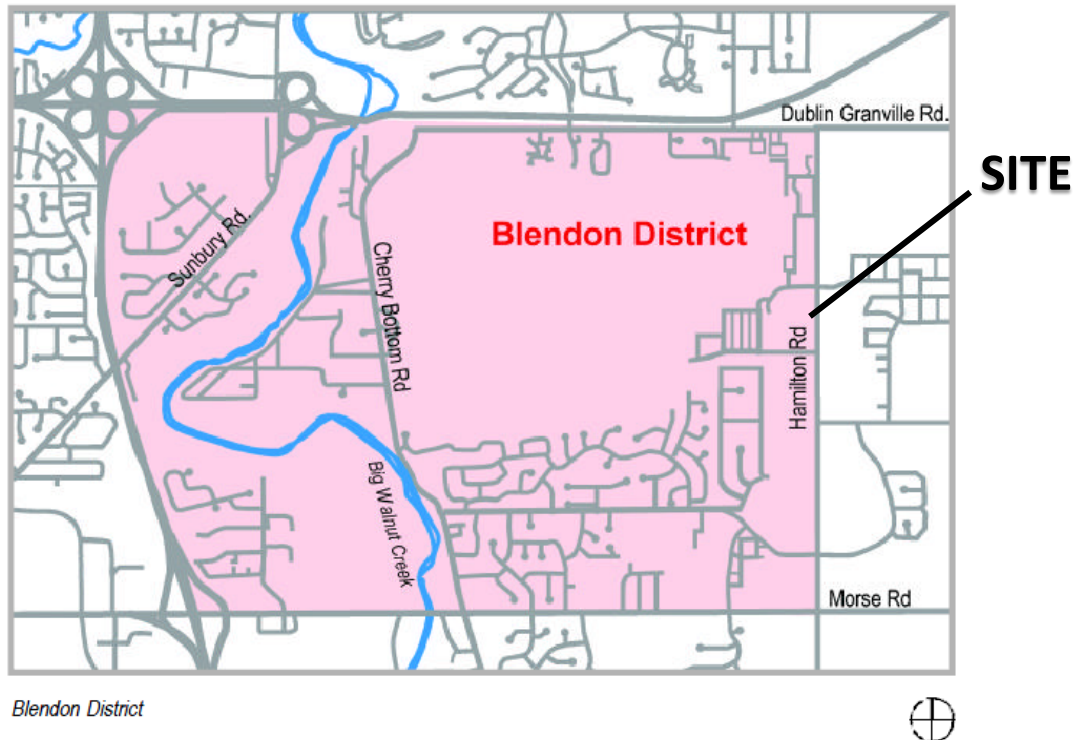 Dublin Granville Rd.
SITE
Blendon District
Sunbury Rd.
Cherry Bottom Rd
Hamilton Rd
Big Walnut Creek
Morse Rd
Blendon District